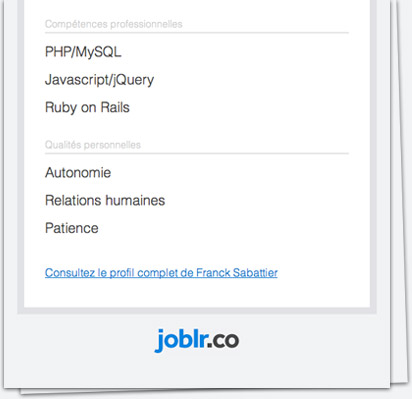 Compétences professionnelles
PHP/MySQL
Javascript/jQuery
Ruby on Rails
Qualités personnelles
Autonomie
Relations humaines
Patience
Consultez le profil complet de Franck Sabattier
joblr.co